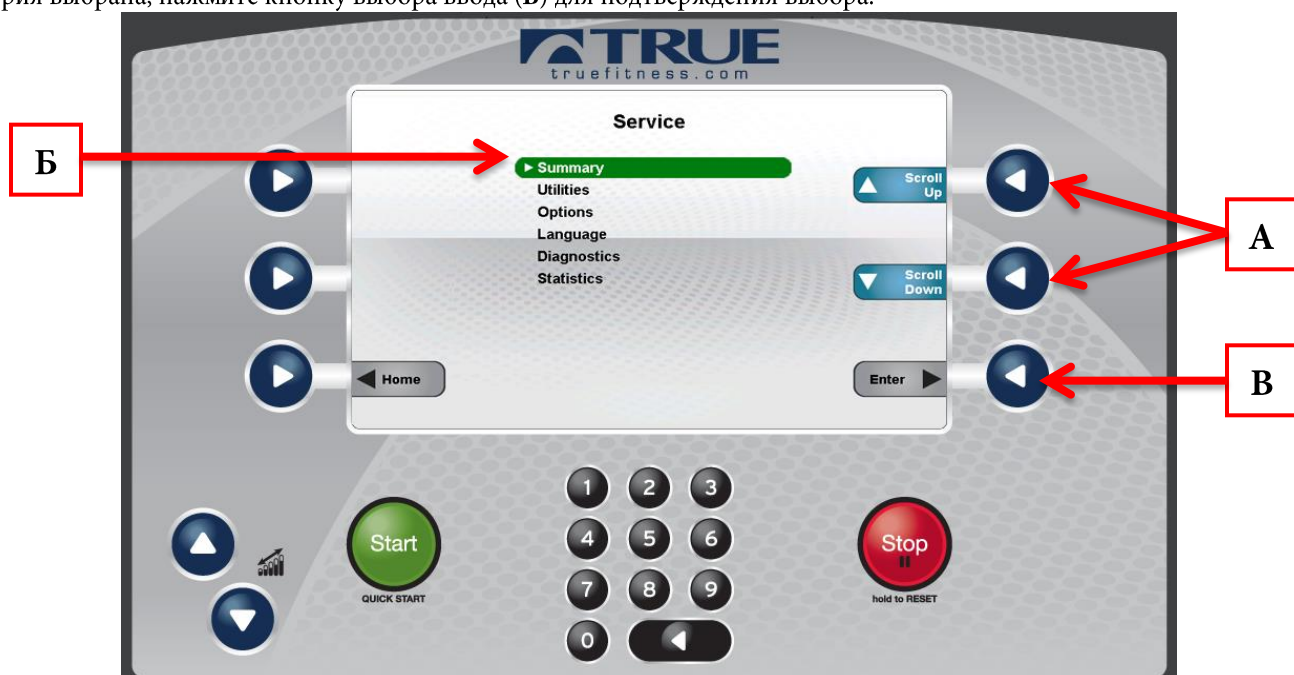 рия выбрана, нажмите кнопку выбора ввода (В) для подтверждения выбора.
TRUE
truefitness.com
Service
Б
Summary
Utilities
Options
Language
Diagnostics
Statistics
Scroll
Up
Scroll
Down
А
Home
Enter
В
1 2 3
4 5 6
7 8 9
0
Start
QUICK START
Stop
hold to RESET